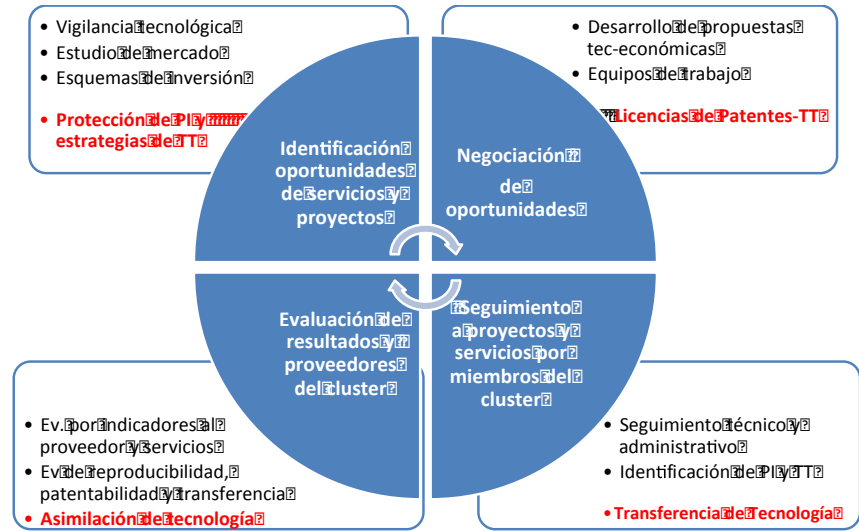 • Vigilancia tecnológica
• Estudio de mercado
• Esquemas de inversión
• Protección de PI y
estrategias de TT
• Desarrollo de propuestas
tec-económicas
• Equipos de trabajo
Licencias de Patentes-TT
Identificación
oportunidades
de servicios y
proyectos
Negociación
de
oportunidades
Evaluación de
resultados y
proveedores
del cluster
Seguimiento
a proyectos y
servicios por
miembros del
cluster
• Ev. por indicadores al
proveedor y servicios
• Ev de reproducibilidad,
patentabilidad y transferencia
• Asimilación de tecnología
• Seguimiento técnico y
administrativo
• Identificación de PI y TT
• Transferencia de Tecnología